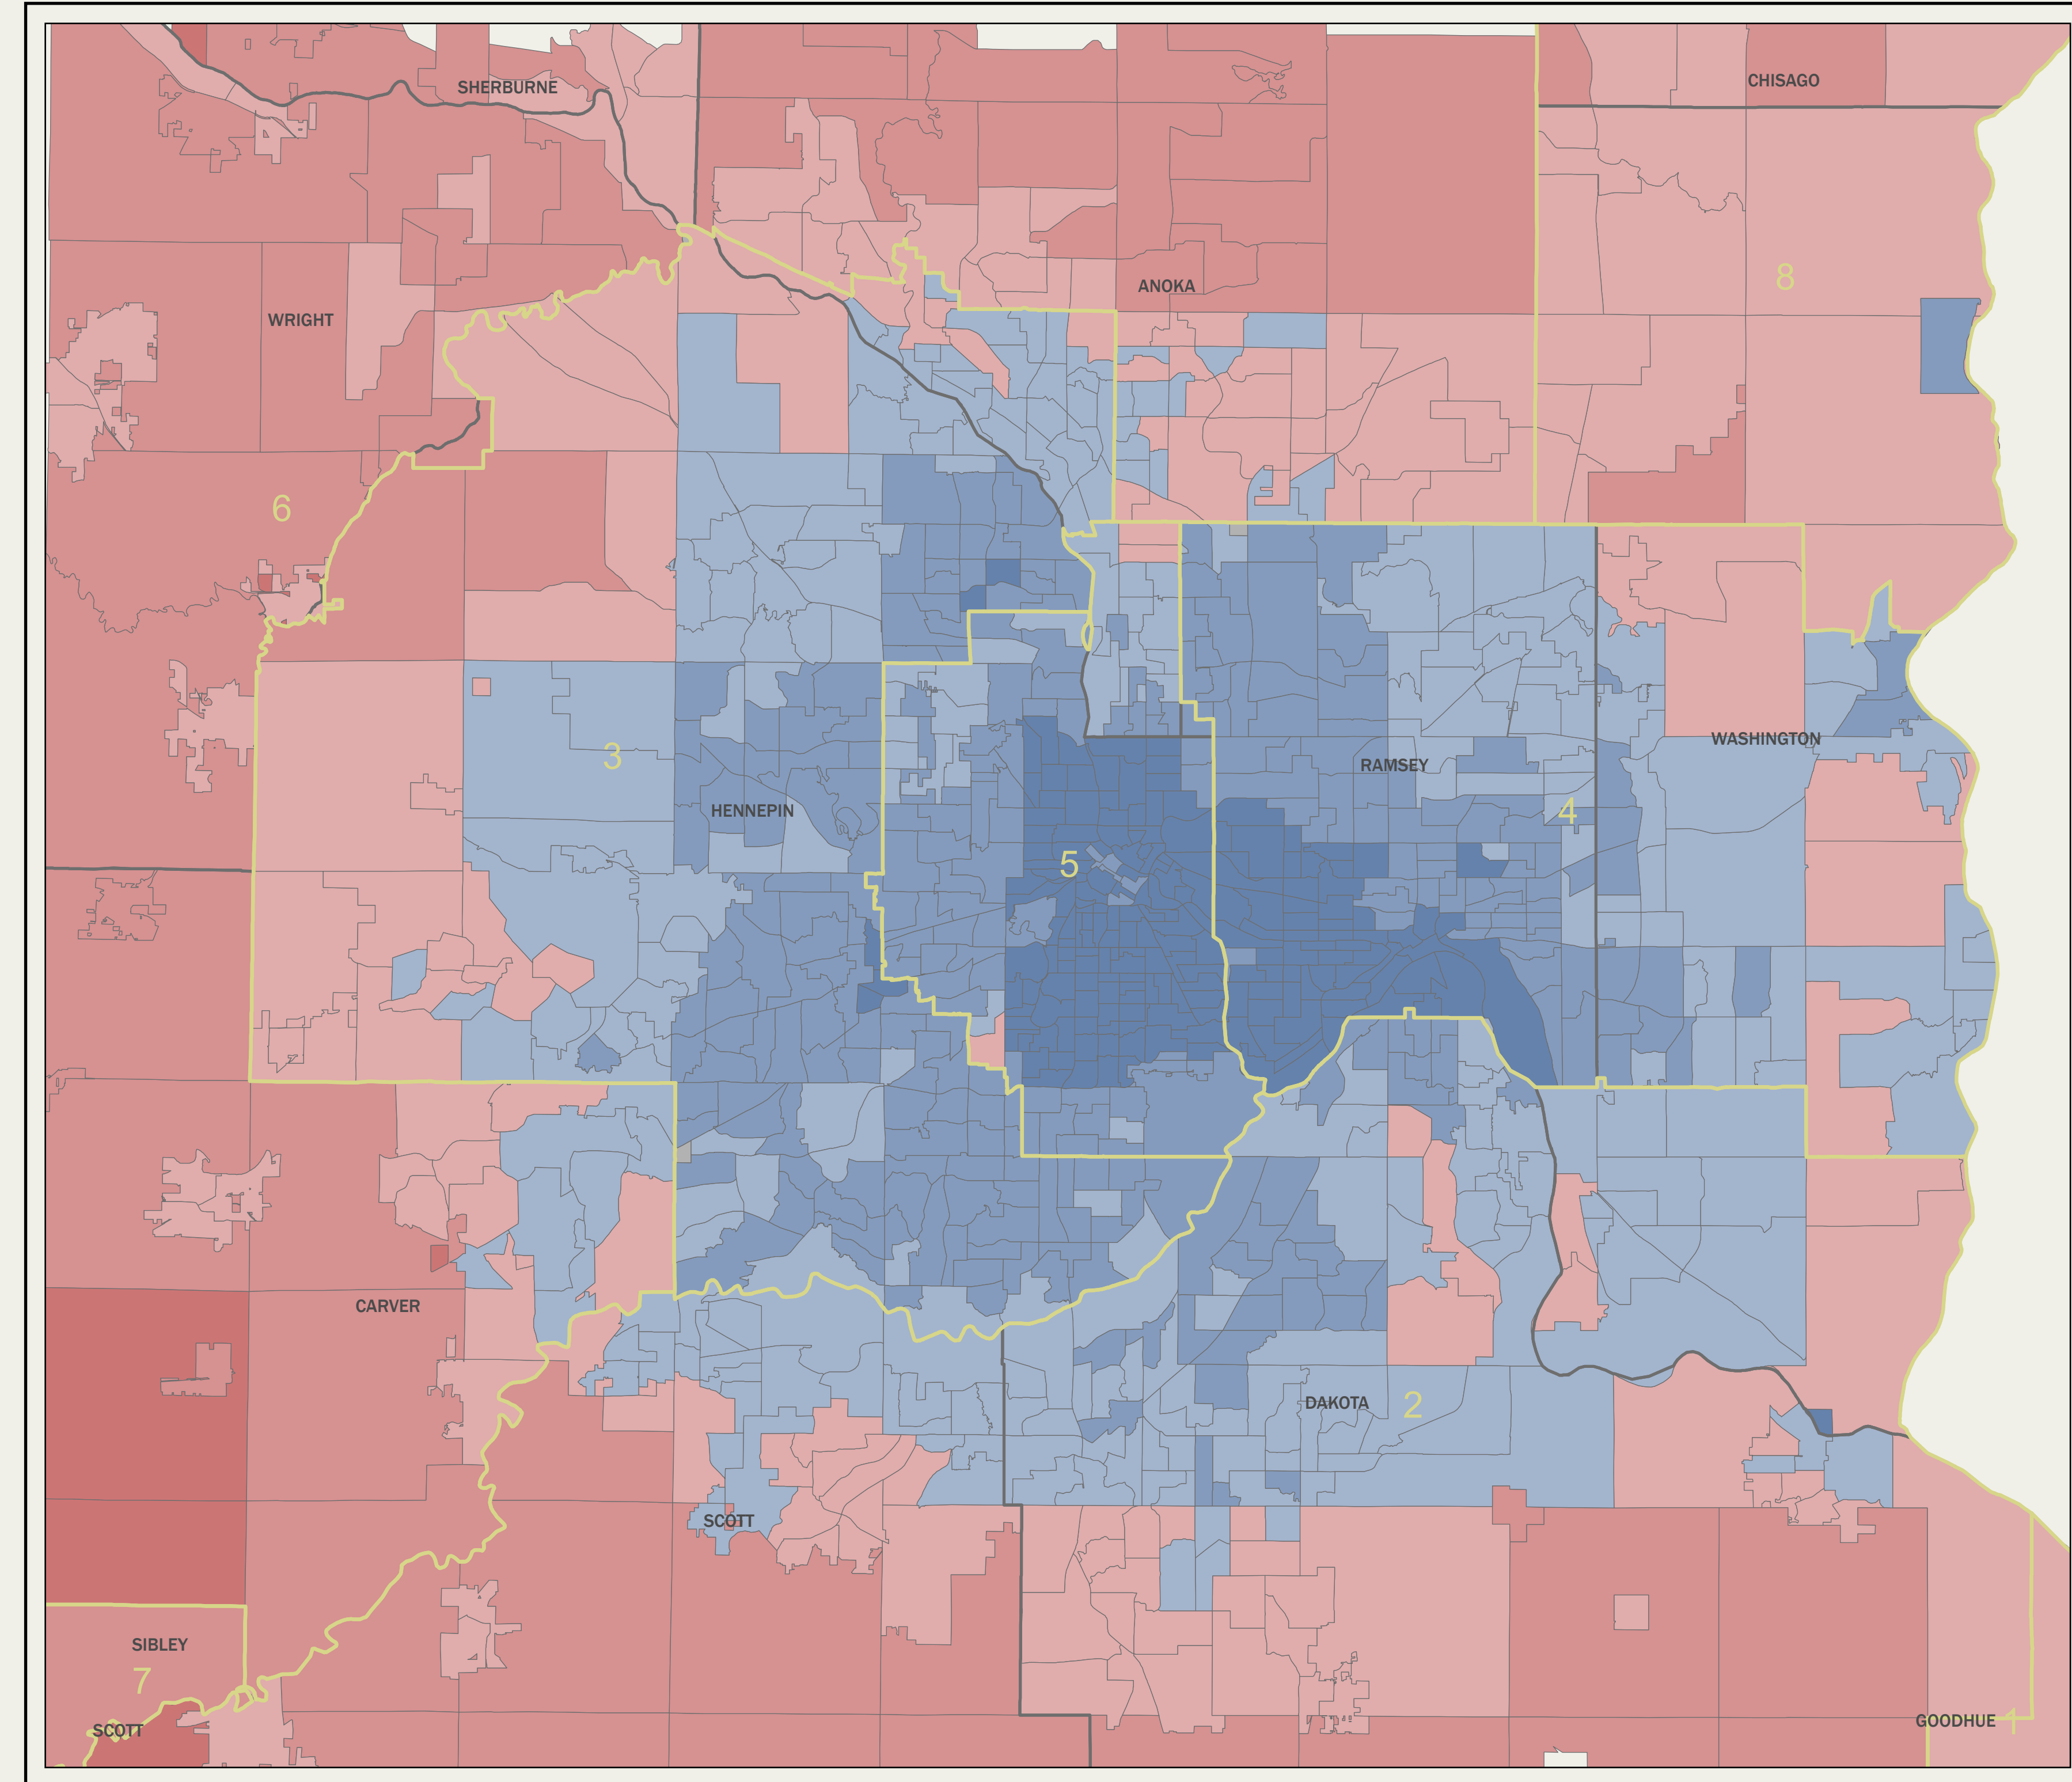 SHERBURNE
CHISAGO
8
ANOKA
WRIGHT
6
WASHINGTON
3
RAMSEY
HENNEPIN
4
5
CARVER
DAKOTA
2
SCOTT
SIBLEY
7
SCOTT
GOODHUE
1